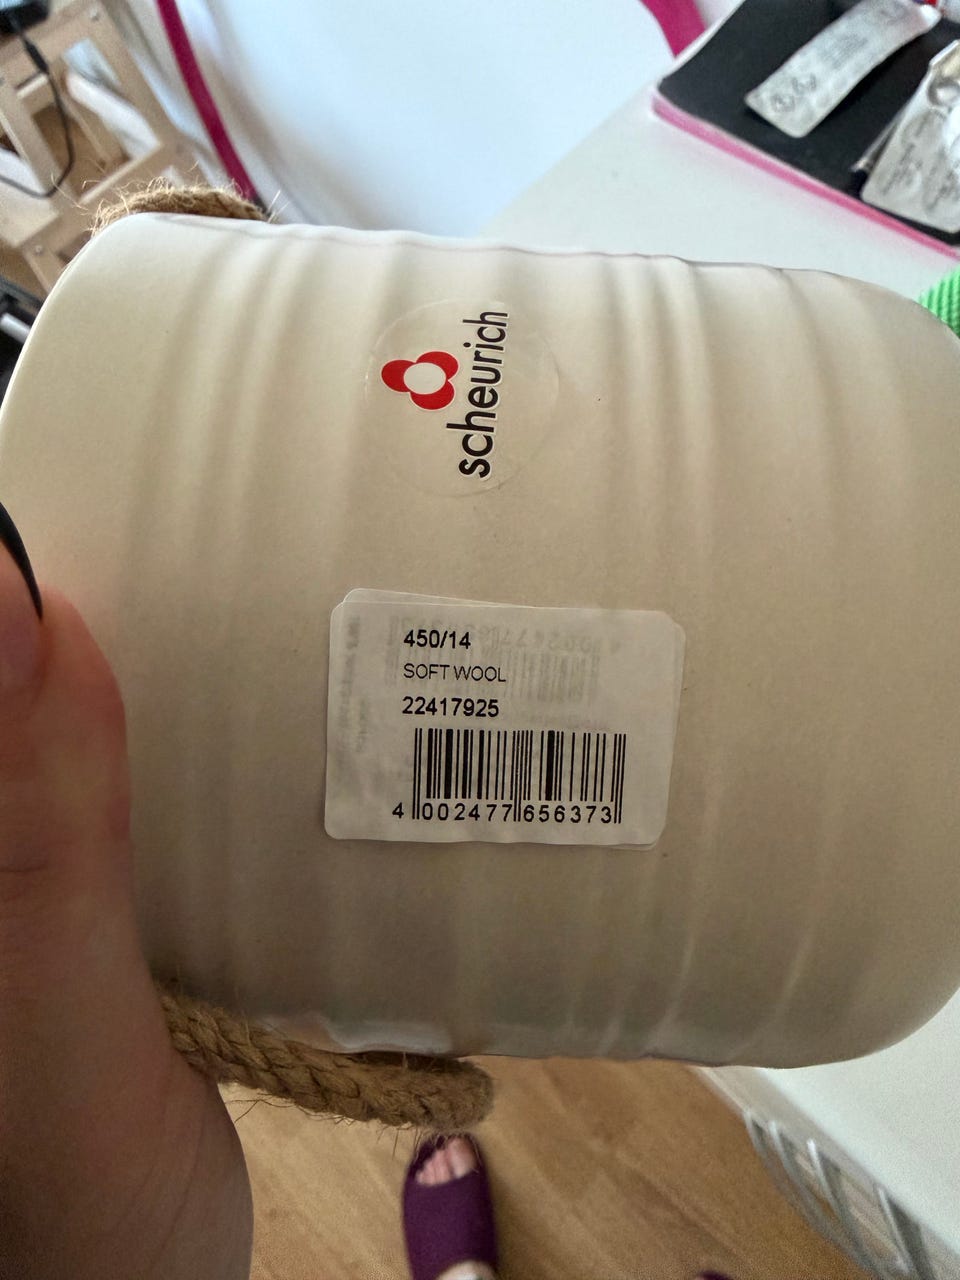 scheurich
450/14
SOFT WOOL
22417925
4 002477 656373